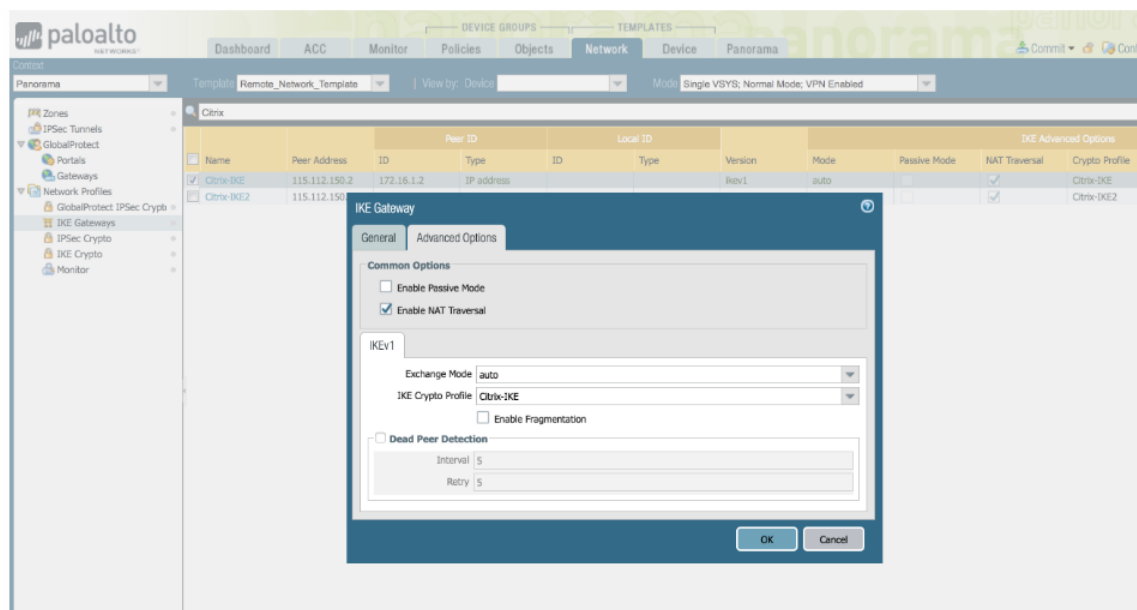 paloalto
NETWORKS
DEVICE GROUPS TEMPLATES
Dashboard ACC Monitor Policies Objects Network Device Panorama
Commit
Context
Panorama Template Remote_Network_Template View by: Device Mode Single VSYS; Normal Mode; VPN Enabled
Zones
IPSec Tunnels
GlobalProtect
Portals
Gateways
Network Profiles
GlobalProtect IPSec Crypto
IKE Gateways
IPSec Crypto
IKE Crypto
Monitor
Citrix
Peer ID Local ID IKE Advanced Options
Name Peer Address ID Type ID Type Version Mode Passive Mode NAT Traversal Crypto Profile
Citrix-IKE 115.112.150.2 172.16.1.2 IP address ikev1 auto Citrix-IKE
Citrix-IKE2 115.112.150. Citrix-IKE2
IKE Gateway
General Advanced Options
Common Options
Enable Passive Mode
Enable NAT Traversal
IKEv1
Exchange Mode auto
IKE Crypto Profile Citrix-IKE
Enable Fragmentation
Dead Peer Detection
Interval 5
Retry 5
OK Cancel